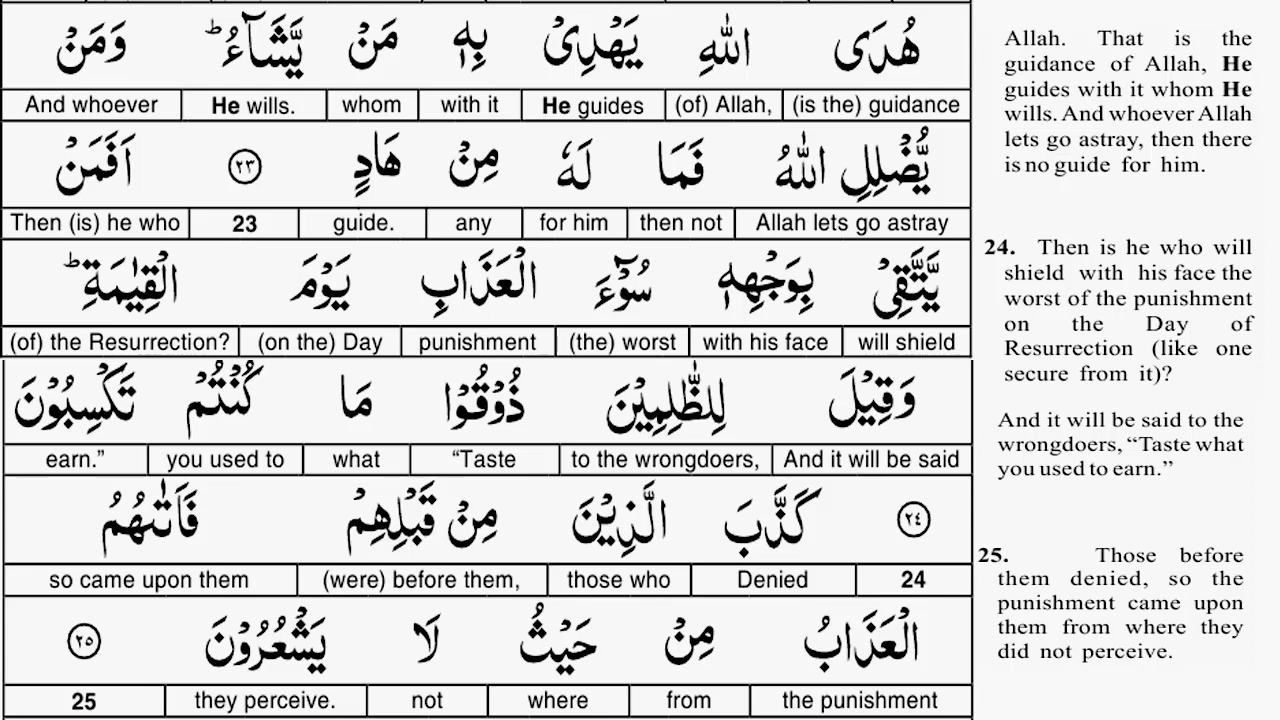 هُدَى اللّٰهِ يَهْدِىْ بِهٖ مَنْ يَّشَآءُ ؕ وَمَنْ
(is the) guidance (of) Allah, He guides with it whom He wills. And whoever
يُّضْلِلِ اللّٰهُ فَمَا لَهٗ مِنْ هَادٍ ٢٣ اَفَمَنْ
Allah lets go astray then not for him any guide. 23 Then (is) he who
يَّتَّقِىْ بِوَجْهِهٖ سُوْٓءَ الْعَذَابِ يَوْمَ الْقِيٰمَةِ ؕ
will shield with his face (the) worst punishment (on the) Day (of) the Resurrection?
وَقِيْلَ لِلظّٰلِمِيْنَ ذُوْقُوْا مَا كُنْتُمْ تَكْسِبُوْنَ
And it will be said to the wrongdoers, “Taste what you used to earn.”
٢٤ كَذَّبَ الَّذِيْنَ مِنْ قَبْلِهِمْ فَاَتٰىهُمُ
24 Denied those who (were) before them, so came upon them
الْعَذَابُ مِنْ حَيْثُ لَا يَشْعُرُوْنَ ٢٥
the punishment from where not they perceive. 25
Allah. That is the
guidance of Allah, He
guides with it whom He
wills. And whoever Allah
lets go astray, then there
is no guide for him.
24. Then is he who will
shield with his face the
worst of the punishment
on the Day of
Resurrection (like one
secure from it)?
And it will be said to the
wrongdoers, “Taste what
you used to earn.”
25. Those before
them denied, so the
punishment came upon
them from where they
did not perceive.